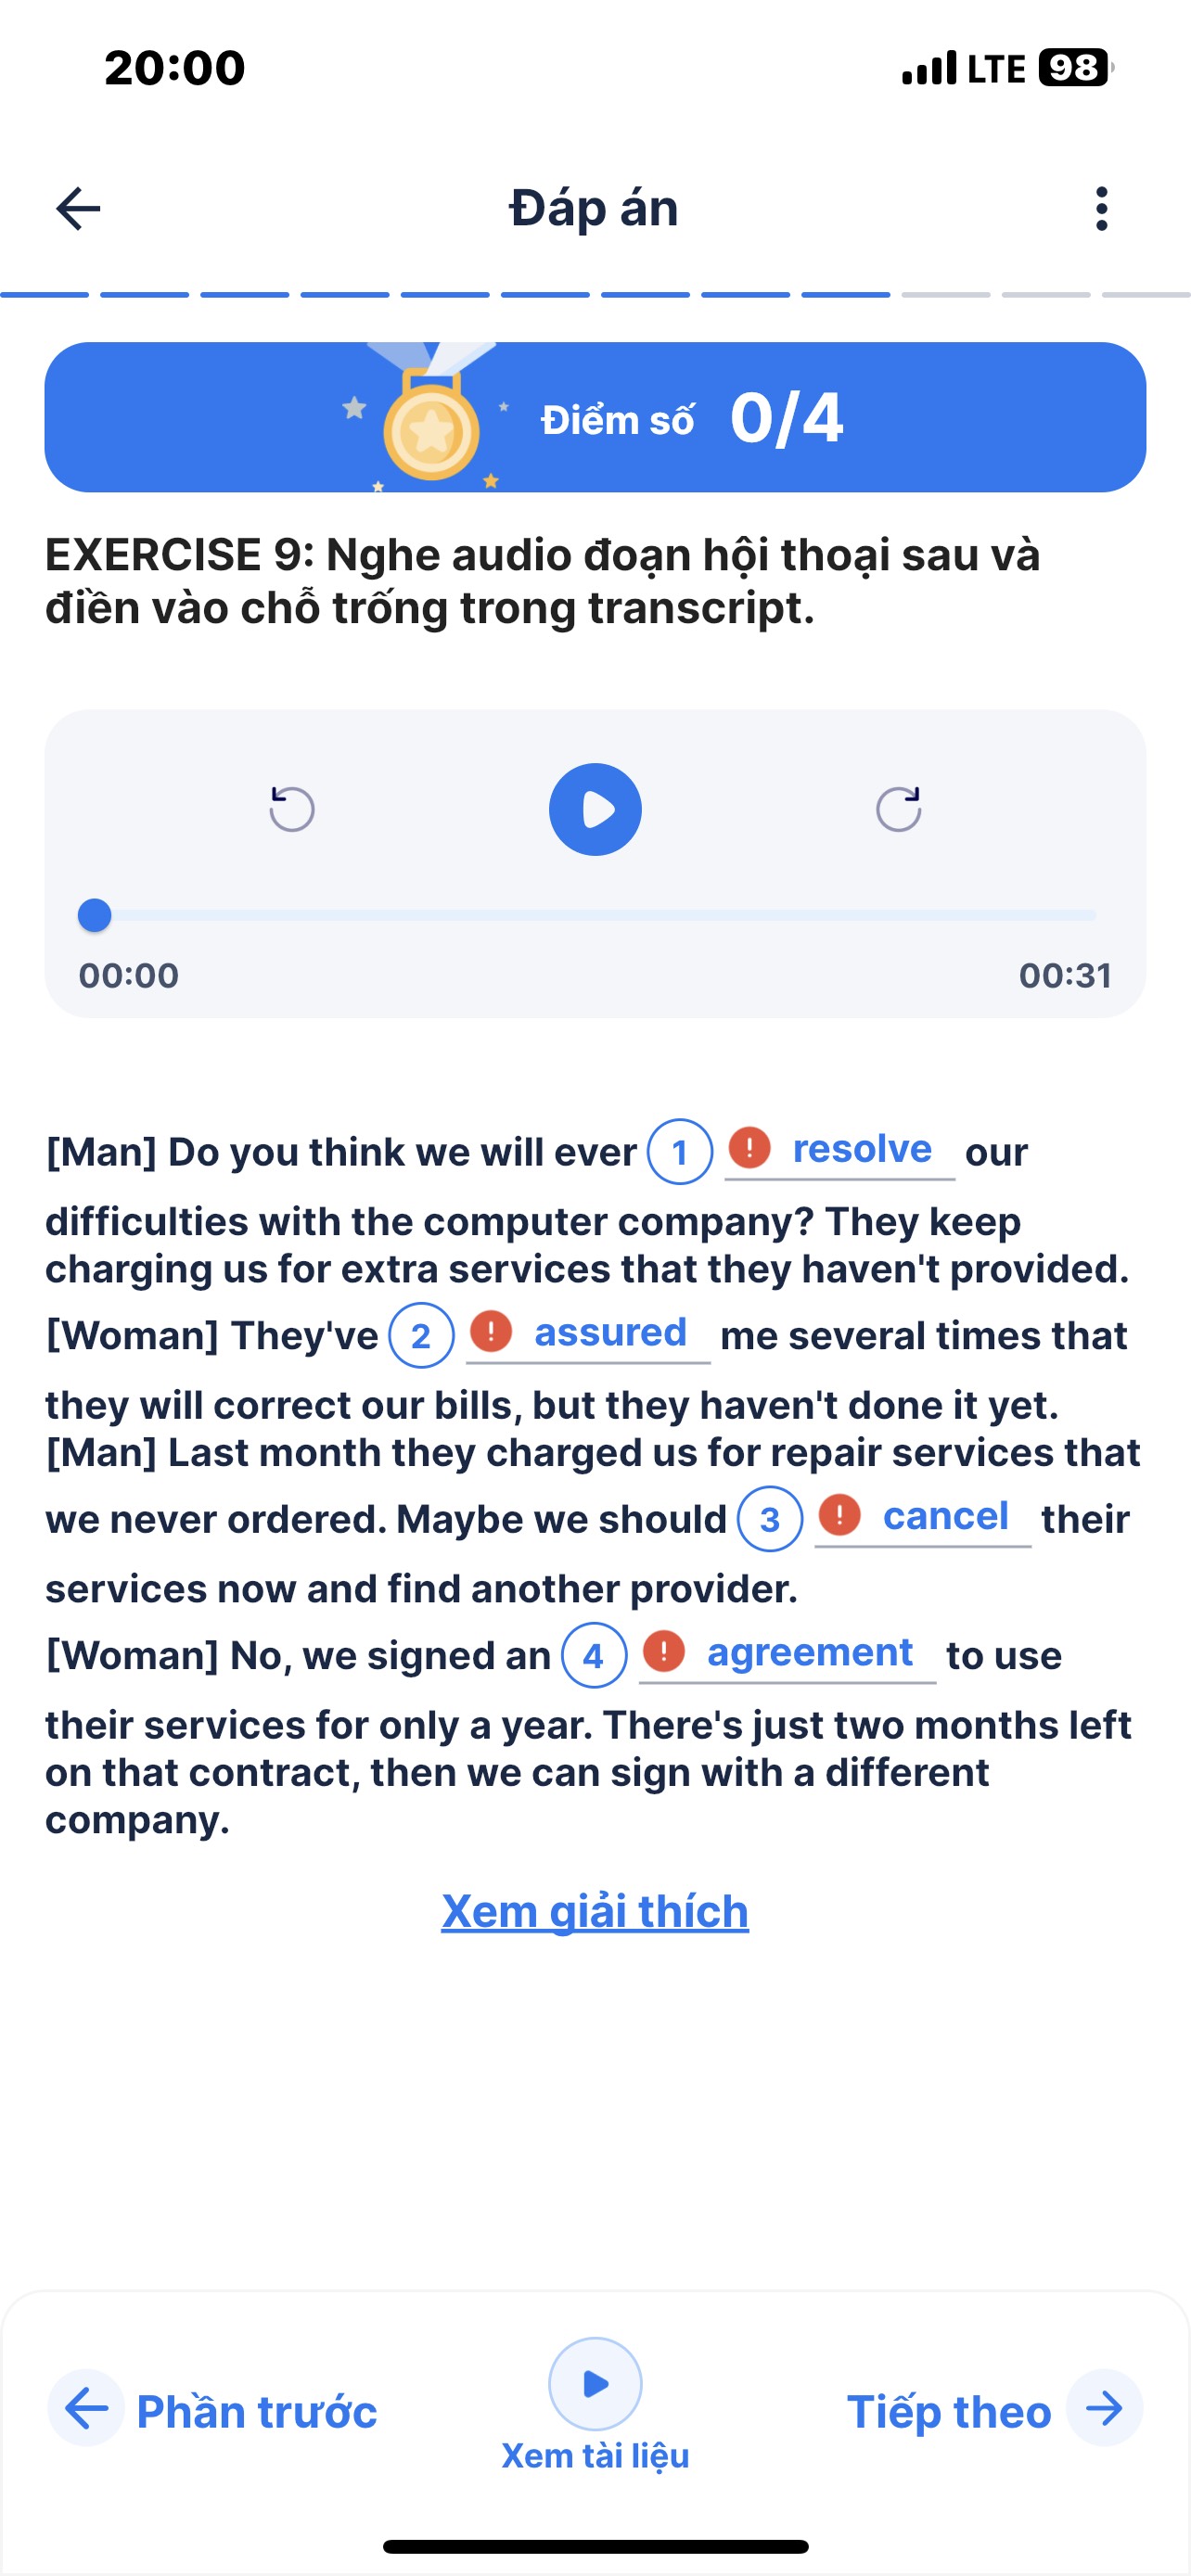 20:00
LTE 98
Đáp án
Điểm số 0/4
EXERCISE 9: Nghe audio đoạn hội thoại sau và
điền vào chỗ trống trong transcript.
00:00 00:31
[Man] Do you think we will ever 1 ! resolve our
difficulties with the computer company? They keep
charging us for extra services that they haven't provided.
[Woman] They've 2 ! assured me several times that
they will correct our bills, but they haven't done it yet.
[Man] Last month they charged us for repair services that
we never ordered. Maybe we should 3 ! cancel their
services now and find another provider.
[Woman] No, we signed an 4 ! agreement to use
their services for only a year. There's just two months left
on that contract, then we can sign with a different
company.
Xem giải thích
Phần trước
Xem tài liệu
Tiếp theo